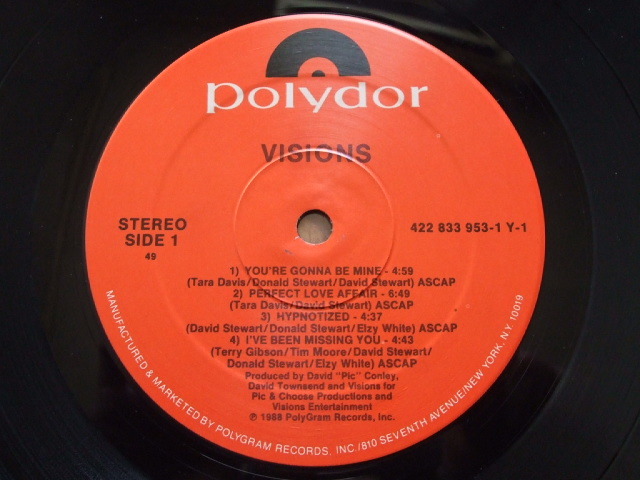 polydor
VISIONS
STEREO
SIDE 1
49
422 833 953-1 Y-1
1) YOU'RE GONNA BE MINE - 4:59
(Tara Davis/Donald Stewart/David Stewart) ASCAP
2) PERFECT LOVE AFFAIR - 6:49
(Tara Davis/David Stewart) ASCAP
3) HYPNOTIZED - 4:37
(David Stewart/Donald Stewart/Elzy White) ASCAP
4) I'VE BEEN MISSING YOU - 4:43
(Terry Gibson/Tim Moore/David Stewart/
Donald Stewart/Elzy White) ASCAP
Produced by David "Pic" Conley,
David Townsend and Visions for
Pic & Choose Productions and
Visions Entertainment
℗ 1988 PolyGram Records, Inc.
MANUFACTURED & MARKETED BY POLYGRAM RECORDS, INC./810 SEVENTH AVENUE/NEW YORK, N.Y. 10019